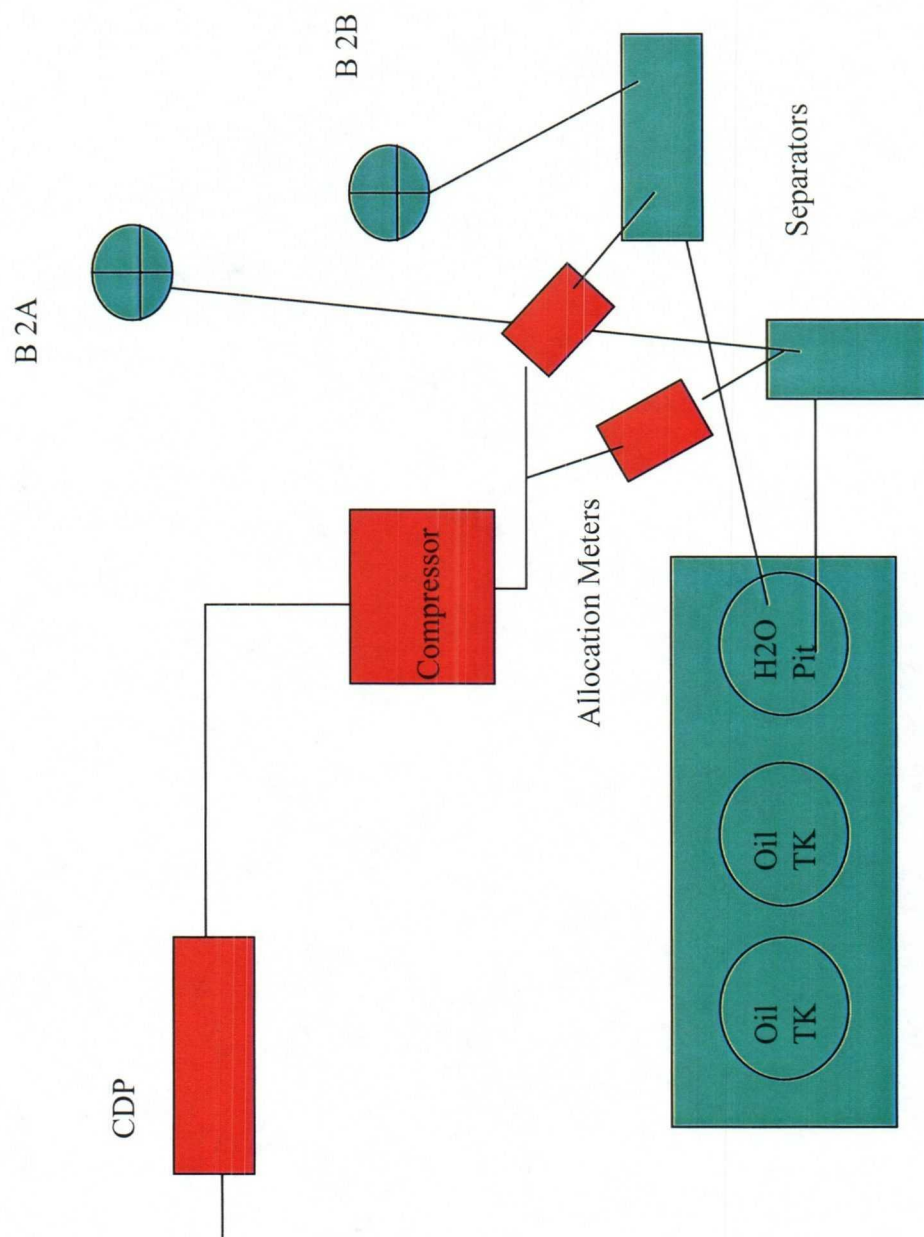 B 2A
B 2B
CDP
Compressor
Separators
Allocation Meters
Oil
TK
Oil
TK
H2O
Pit